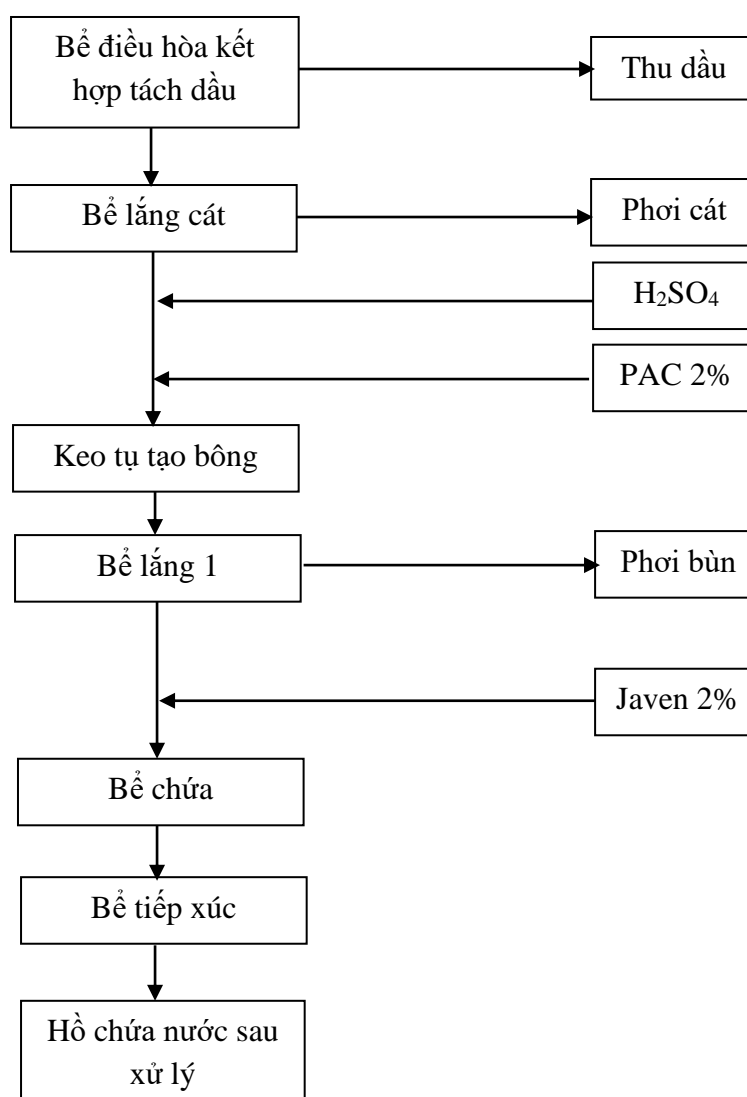 Bể điều hòa kết
hợp tách dầu
Thu dầu
Bể lắng cát
Phơi cát
H₂SO₄
PAC 2%
Keo tụ tạo bông
Bể lắng 1
Phơi bùn
Javen 2%
Bể chứa
Bể tiếp xúc
Hồ chứa nước sau
xử lý